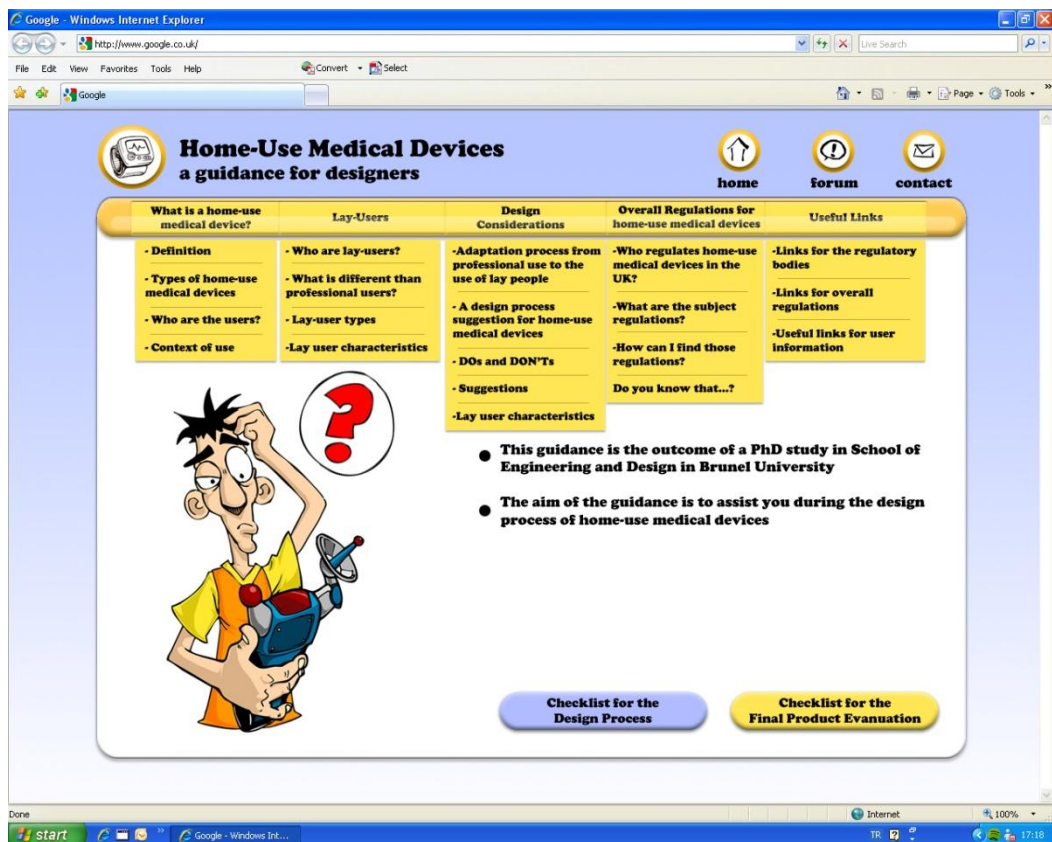 Google - Windows Internet Explorer
http://www.google.co.uk/
Live Search
File Edit View Favorites Tools Help
Convert Select
Google
Page Tools
Home-Use Medical Devices
a guidance for designers
home forum contact
What is a home-use
medical device?
- Definition
- Types of home-use
medical devices
- Who are the users?
- Context of use
Lay-Users
- Who are lay-users?
- What is different than
professional users?
- Lay-user types
-Lay user characteristics
Design
Considerations
-Adaptation process from
professional use to the
use of lay people
- A design process
suggestion for home-use
medical devices
- DOs and DON'Ts
- Suggestions
-Lay user characteristics
Overall Regulations for
home-use medical devices
-Who regulates home-use
medical devices in the
UK?
-What are the subject
regulations?
-How can I find those
regulations?
Do you know that...?
Useful Links
-Links for the regulatory
bodies
-Links for overall
regulations
-Useful links for user
information
?
● This guidance is the outcome of a PhD study in School of
Engineering and Design in Brunel University
● The aim of the guidance is to assist you during the design
process of home-use medical devices
Checklist for the
Design Process
Checklist for the
Final Product Evanuation
Done Internet 100%
start Google - Windows Int... TR 17:18